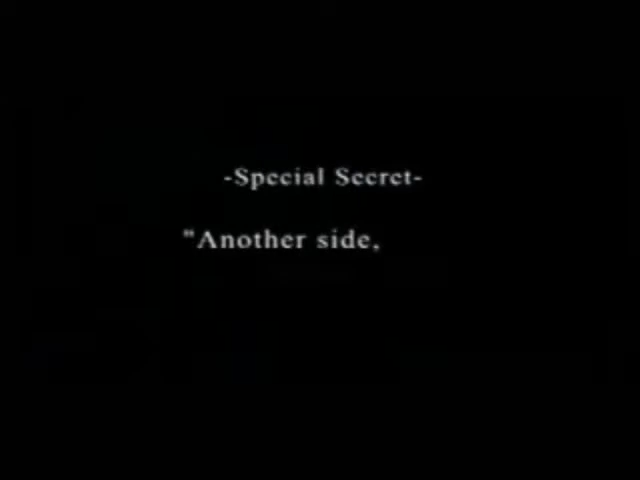 -Special Secret-
"Another side,